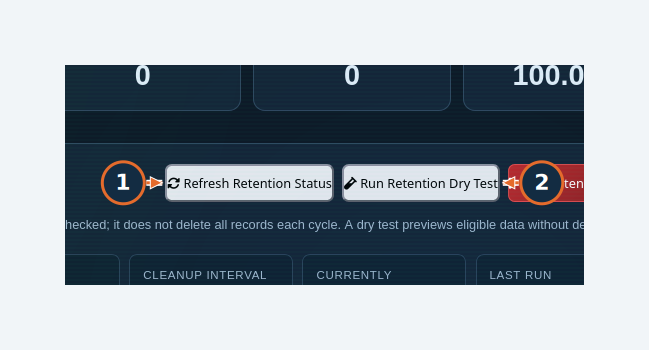 0 0 100.0
1 Refresh Retention Status Run Retention Dry Test 2
hecked; it does not delete all records each cycle. A dry test previews eligible data without de
CLEANUP INTERVAL CURRENTLY LAST RUN